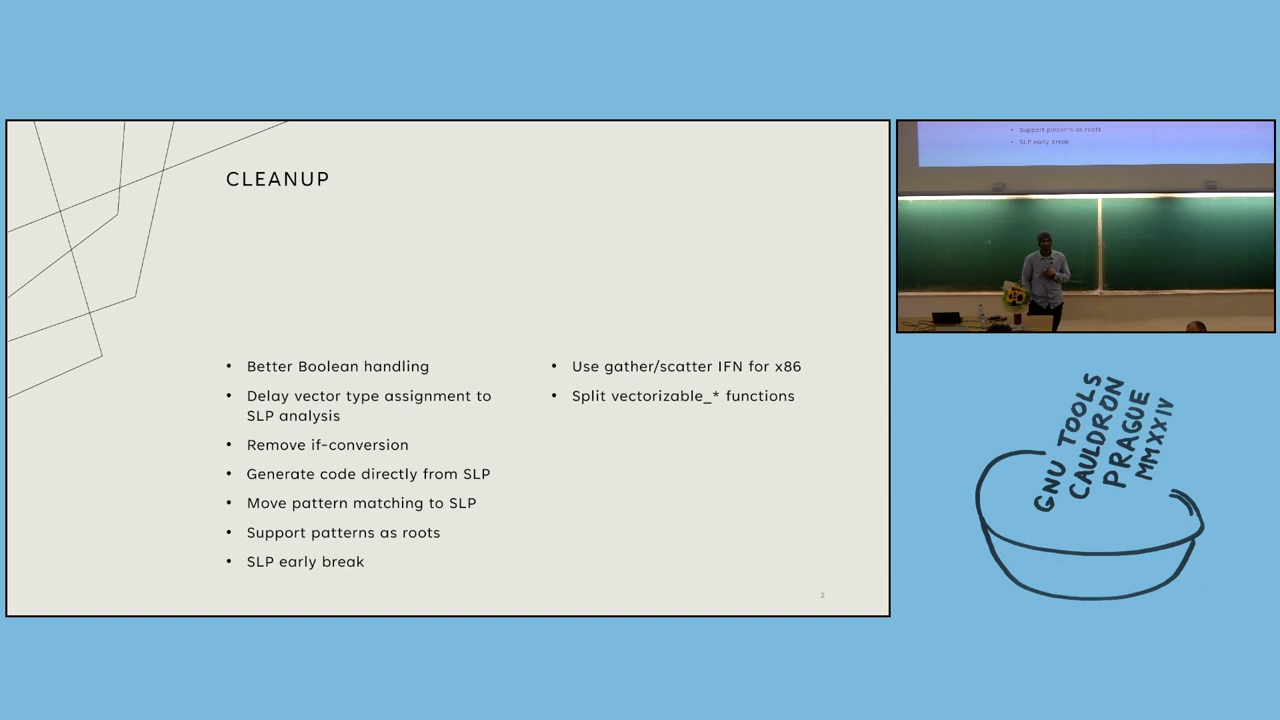 CLEANUP
• Better Boolean handling
• Delay vector type assignment to
SLP analysis
• Remove if-conversion
• Generate code directly from SLP
• Move pattern matching to SLP
• Support patterns as roots
• SLP early break
• Use gather/scatter IFN for x86
• Split vectorizable_* functions
2
• Support patterns as roots
• SLP early break
GNU TOOLS
CAULDRON
PRAGUE
MMXXIV